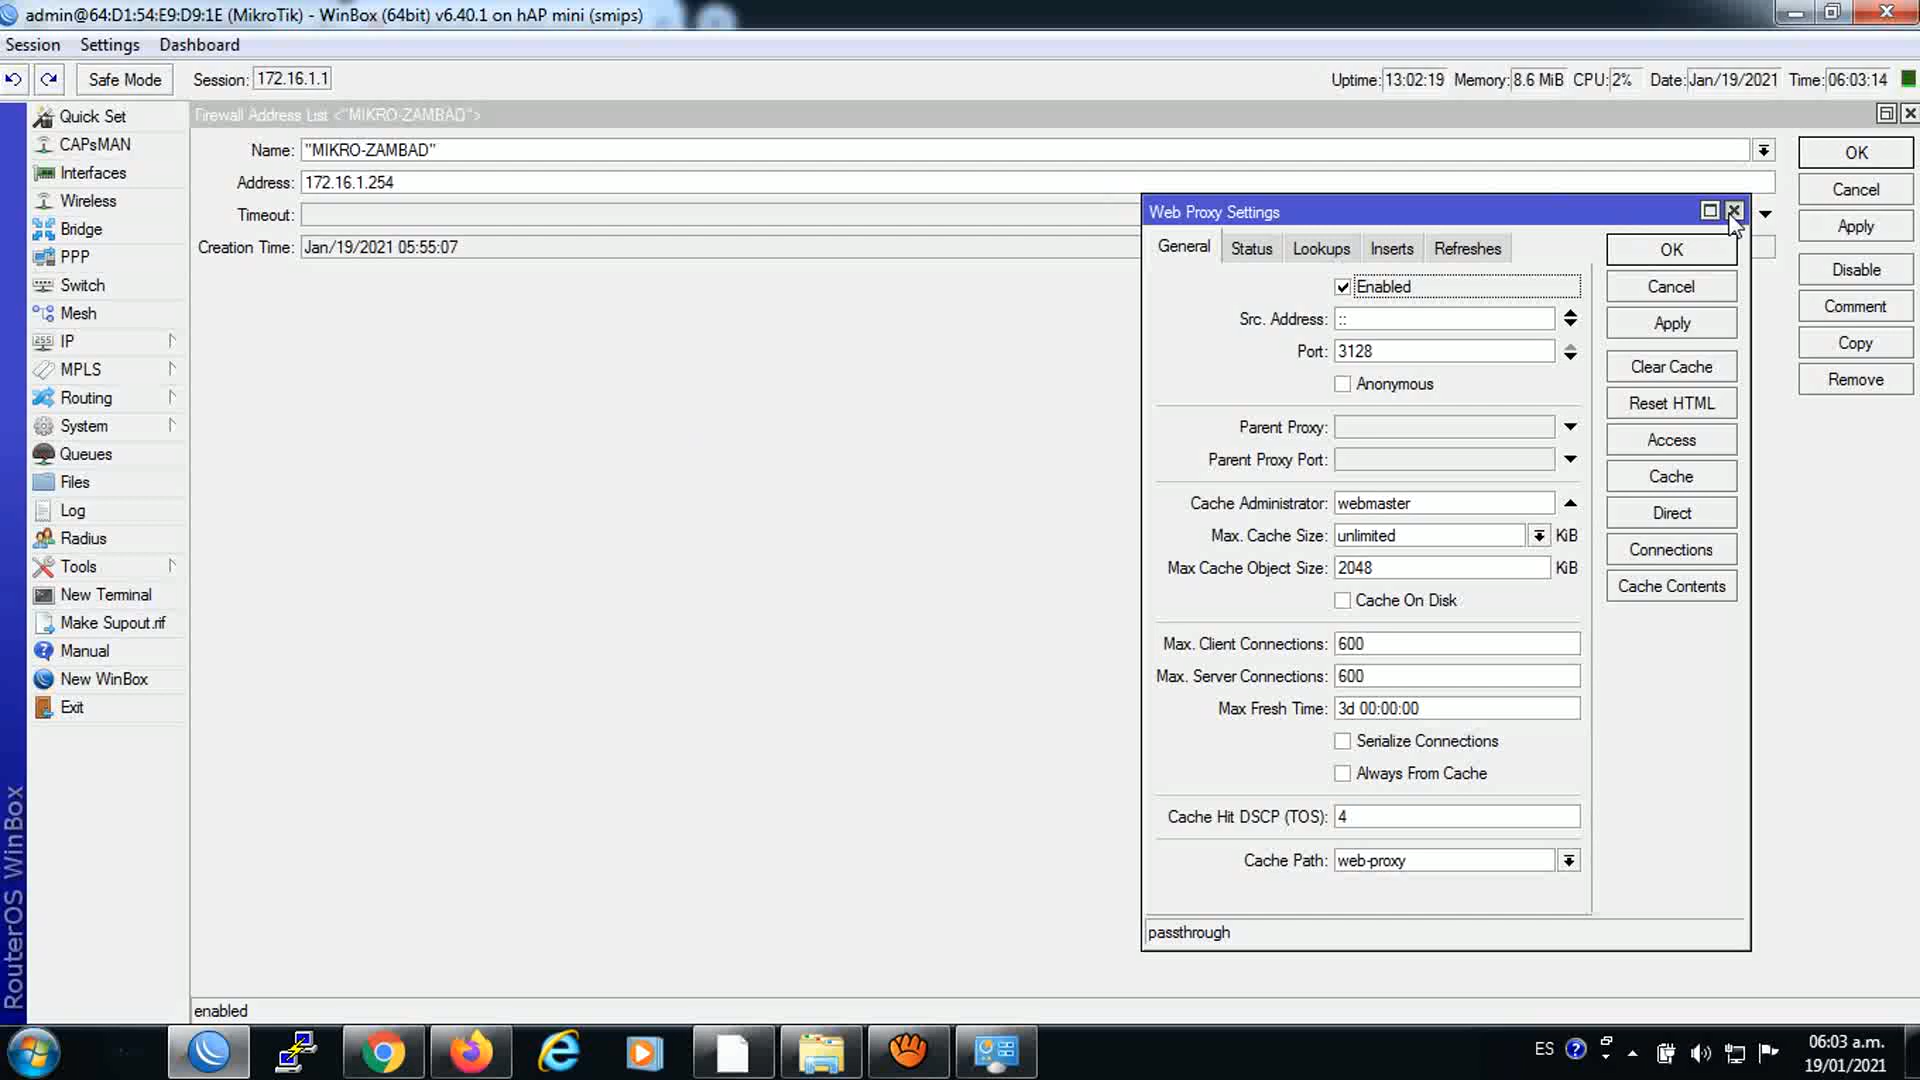 admin@64:D1:54:E9:D9:1E (MikroTik) - WinBox (64bit) v6.40.1 on hAP mini (smips)
Session Settings Dashboard
Safe Mode Session: 172.16.1.1 Uptime: 13:02:19 Memory: 8.6 MiB CPU: 2% Date: Jan/19/2021 Time: 06:03:14
Quick Set
CAPsMAN
Interfaces
Wireless
Bridge
PPP
Switch
Mesh
255 IP
MPLS
Routing
System
Queues
Files
Log
Radius
Tools
New Terminal
Make Supout.rif
Manual
New WinBox
Exit
RouterOS WinBox
Firewall Address List <"MIKRO-ZAMBAD">
Name: "MIKRO-ZAMBAD"
Address: 172.16.1.254
Timeout:
Creation Time: Jan/19/2021 05:55:07
OK
Cancel
Apply
Disable
Comment
Copy
Remove
Web Proxy Settings
General Status Lookups Inserts Refreshes
Enabled
Src. Address: ::
Port: 3128
Anonymous
Parent Proxy:
Parent Proxy Port:
Cache Administrator: webmaster
Max. Cache Size: unlimited KiB
Max Cache Object Size: 2048 KiB
Cache On Disk
Max. Client Connections: 600
Max. Server Connections: 600
Max Fresh Time: 3d 00:00:00
Serialize Connections
Always From Cache
Cache Hit DSCP (TOS): 4
Cache Path: web-proxy
OK
Cancel
Apply
Clear Cache
Reset HTML
Access
Cache
Direct
Connections
Cache Contents
passthrough
enabled
ES
06:03 a.m.
19/01/2021